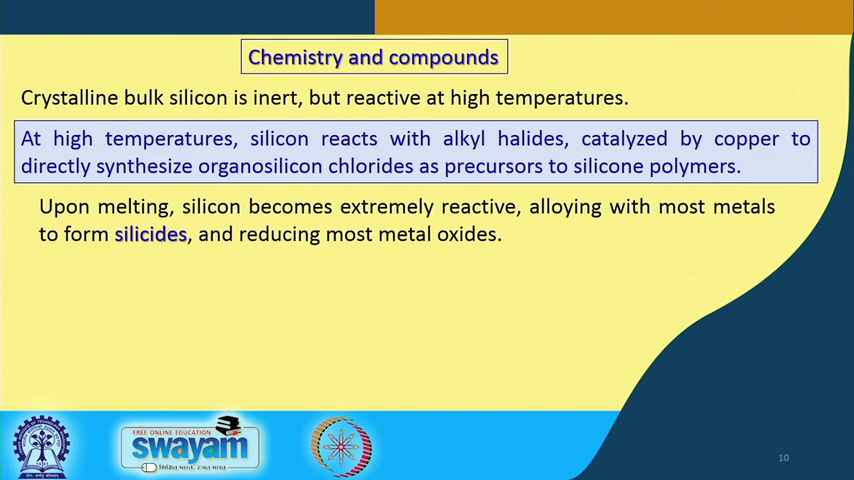 Chemistry and compounds
Crystalline bulk silicon is inert, but reactive at high temperatures.
At high temperatures, silicon reacts with alkyl halides, catalyzed by copper to
directly synthesize organosilicon chlorides as precursors to silicone polymers.
Upon melting, silicon becomes extremely reactive, alloying with most metals
to form silicides, and reducing most metal oxides.
FREE ONLINE EDUCATION
swayam
10